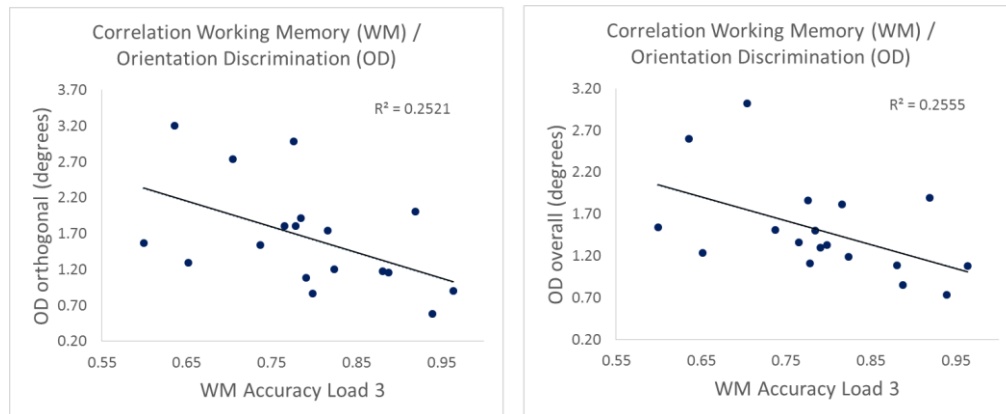 Correlation Working Memory (WM) /
Orientation Discrimination (OD)
3.70
3.20
2.70
2.20
1.70
1.20
0.70
0.20
OD orthogonal (degrees)
R² = 0.2521
0.55
0.65
0.75
0.85
0.95
WM Accuracy Load 3
Correlation Working Memory (WM) /
Orientation Discrimination (OD)
3.20
2.70
2.20
1.70
1.20
0.70
0.20
OD overall (degrees)
R² = 0.2555
0.55
0.65
0.75
0.85
0.95
WM Accuracy Load 3